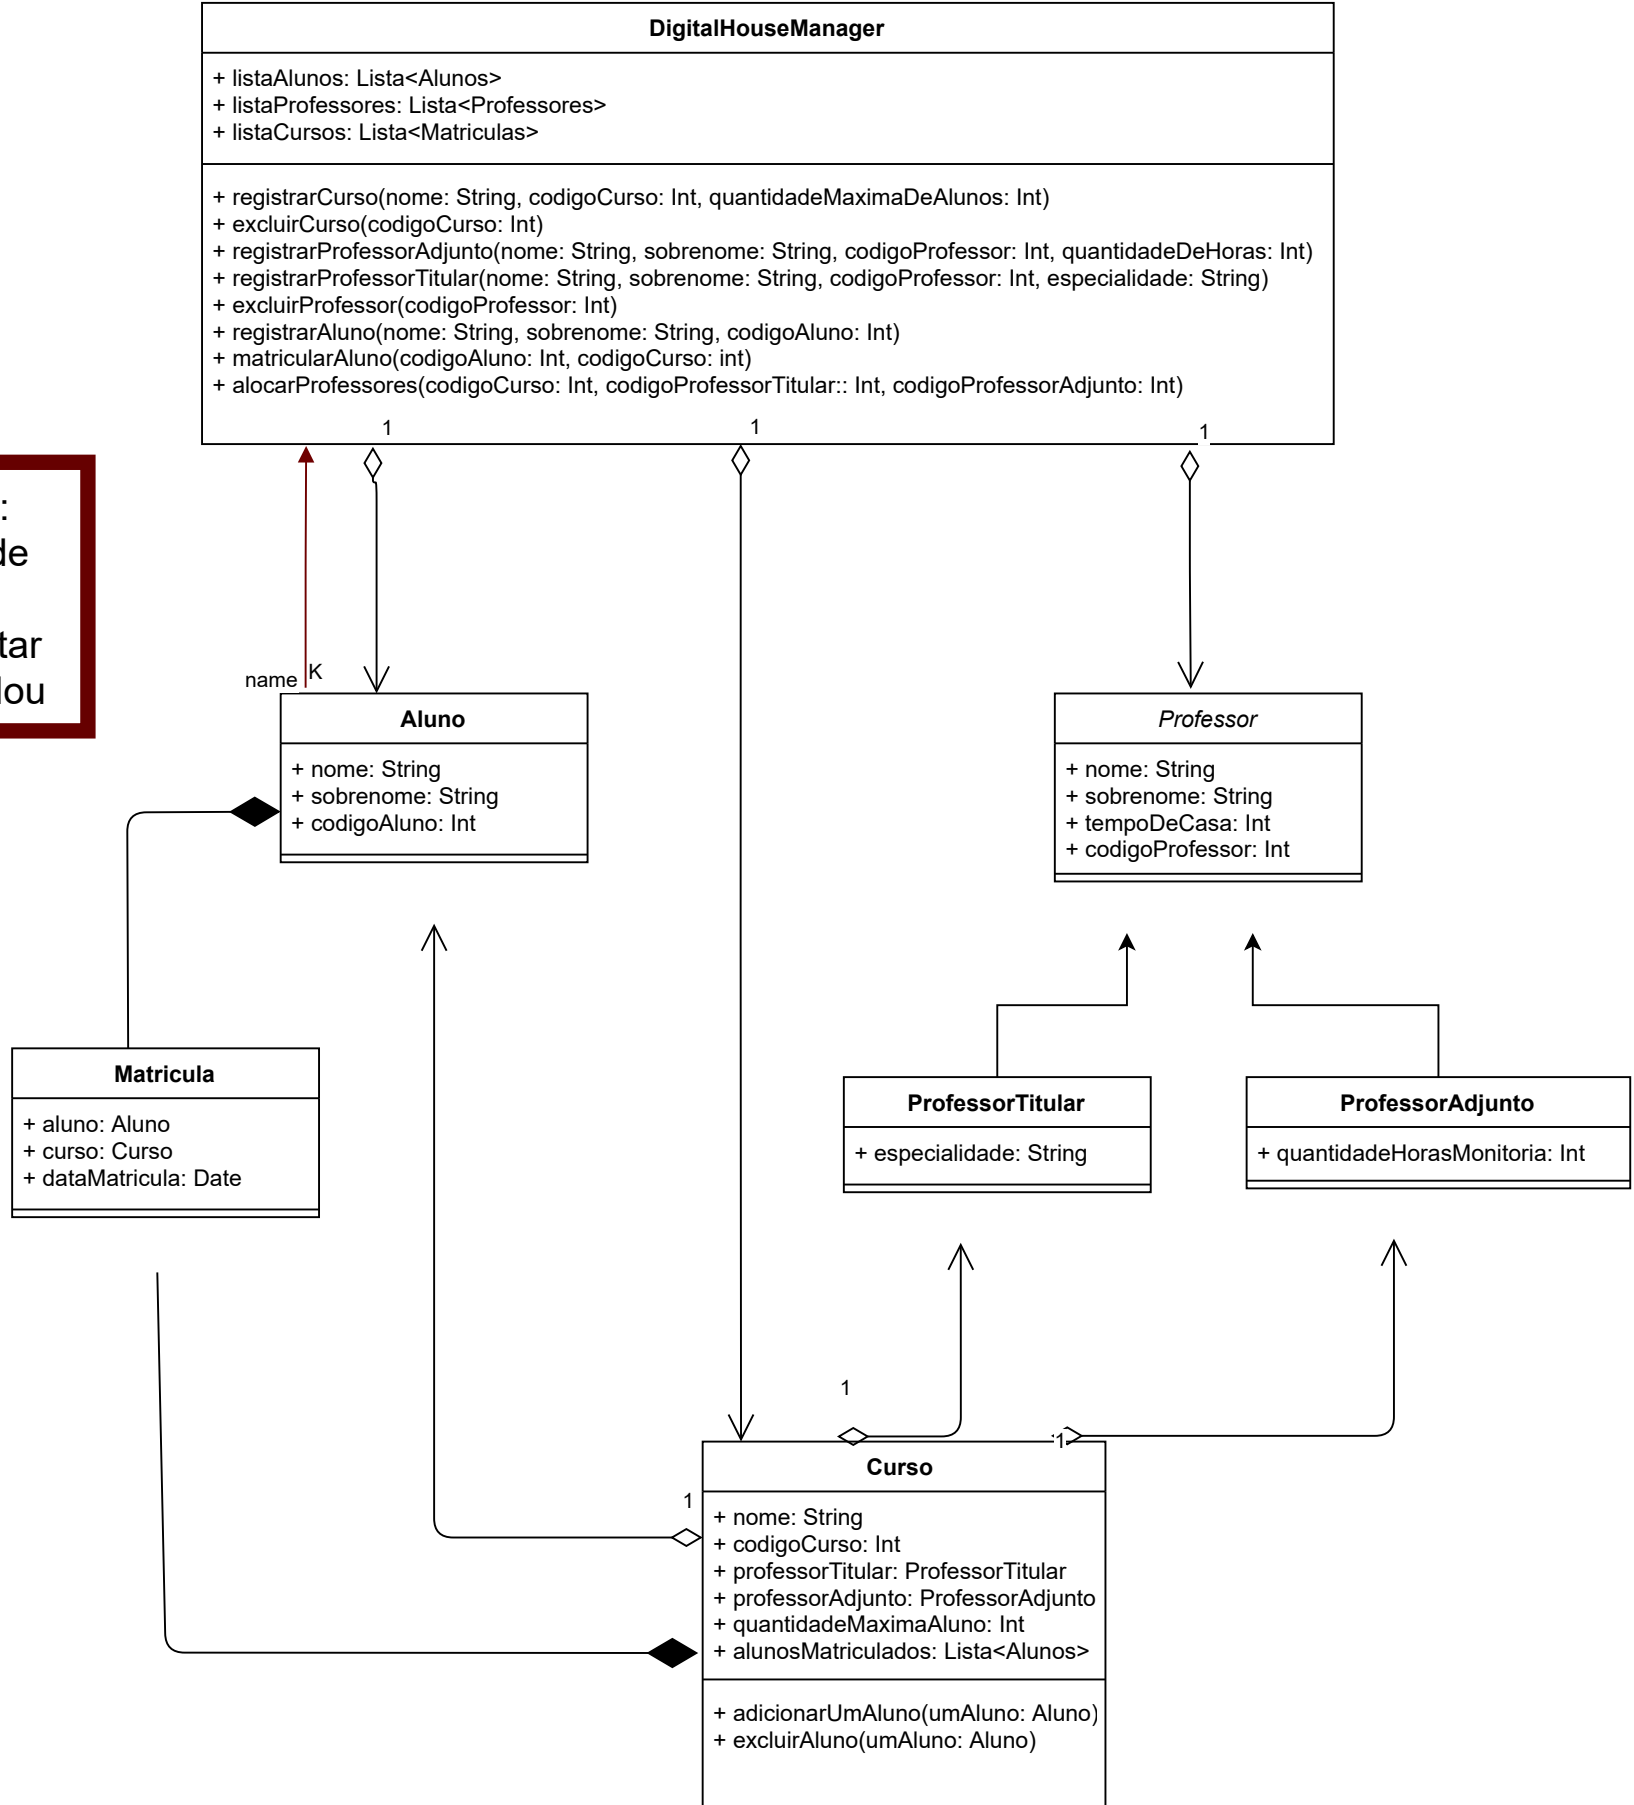 DigitalHouseManager
+ listaAlunos: Lista<Alunos>
+ listaProfessores: Lista<Professores>
+ listaCursos: Lista<Matriculas>
+ registrarCurso(nome: String, codigoCurso: Int, quantidadeMaximaDeAlunos: Int)
+ excluirCurso(codigoCurso: Int)
+ registrarProfessorAdjunto(nome: String, sobrenome: String, codigoProfessor: Int, quantidadeDeHoras: Int)
+ registrarProfessorTitular(nome: String, sobrenome: String, codigoProfessor: Int, especialidade: String)
+ excluirProfessor(codigoProfessor: Int)
+ registrarAluno(nome: String, sobrenome: String, codigoAluno: Int)
+ matricularAluno(codigoAluno: Int, codigoCurso: int)
+ alocarProfessores(codigoCurso: Int, codigoProfessorTitular:: Int, codigoProfessorAdjunto: Int)
1
1
1
:
de
tar
lou
name
K
Aluno
+ nome: String
+ sobrenome: String
+ codigoAluno: Int
Professor
+ nome: String
+ sobrenome: String
+ tempoDeCasa: Int
+ codigoProfessor: Int
Matricula
+ aluno: Aluno
+ curso: Curso
+ dataMatricula: Date
ProfessorTitular
+ especialidade: String
ProfessorAdjunto
+ quantidadeHorasMonitoria: Int
1
1
1
Curso
+ nome: String
+ codigoCurso: Int
+ professorTitular: ProfessorTitular
+ professorAdjunto: ProfessorAdjunto
+ quantidadeMaximaAluno: Int
+ alunosMatriculados: Lista<Alunos>
+ adicionarUmAluno(umAluno: Aluno)
+ excluirAluno(umAluno: Aluno)